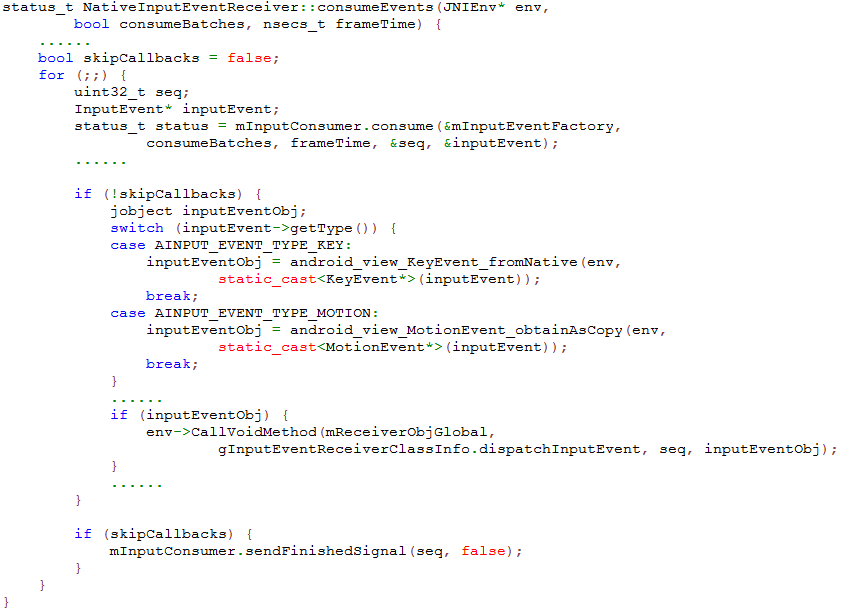 status_t NativeInputEventReceiver::consumeEvents(JNIEnv* env,
        bool consumeBatches, nsecs_t frameTime) {
    ......
    bool skipCallbacks = false;
    for (;;) {
        uint32_t seq;
        InputEvent* inputEvent;
        status_t status = mInputConsumer.consume(&mInputEventFactory,
                consumeBatches, frameTime, &seq, &inputEvent);
        ......
        if (!skipCallbacks) {
            jobject inputEventObj;
            switch (inputEvent->getType()) {
            case AINPUT_EVENT_TYPE_KEY:
                inputEventObj = android_view_KeyEvent_fromNative(env,
                        static_cast<KeyEvent*>(inputEvent));
                break;
            case AINPUT_EVENT_TYPE_MOTION:
                inputEventObj = android_view_MotionEvent_obtainAsCopy(env,
                        static_cast<MotionEvent*>(inputEvent));
                break;
            }
            ......
            if (inputEventObj) {
                env->CallVoidMethod(mReceiverObjGlobal,
                        gInputEventReceiverClassInfo.dispatchInputEvent, seq, inputEventObj);
            }
            ......
        }
        if (skipCallbacks) {
            mInputConsumer.sendFinishedSignal(seq, false);
        }
    }
}